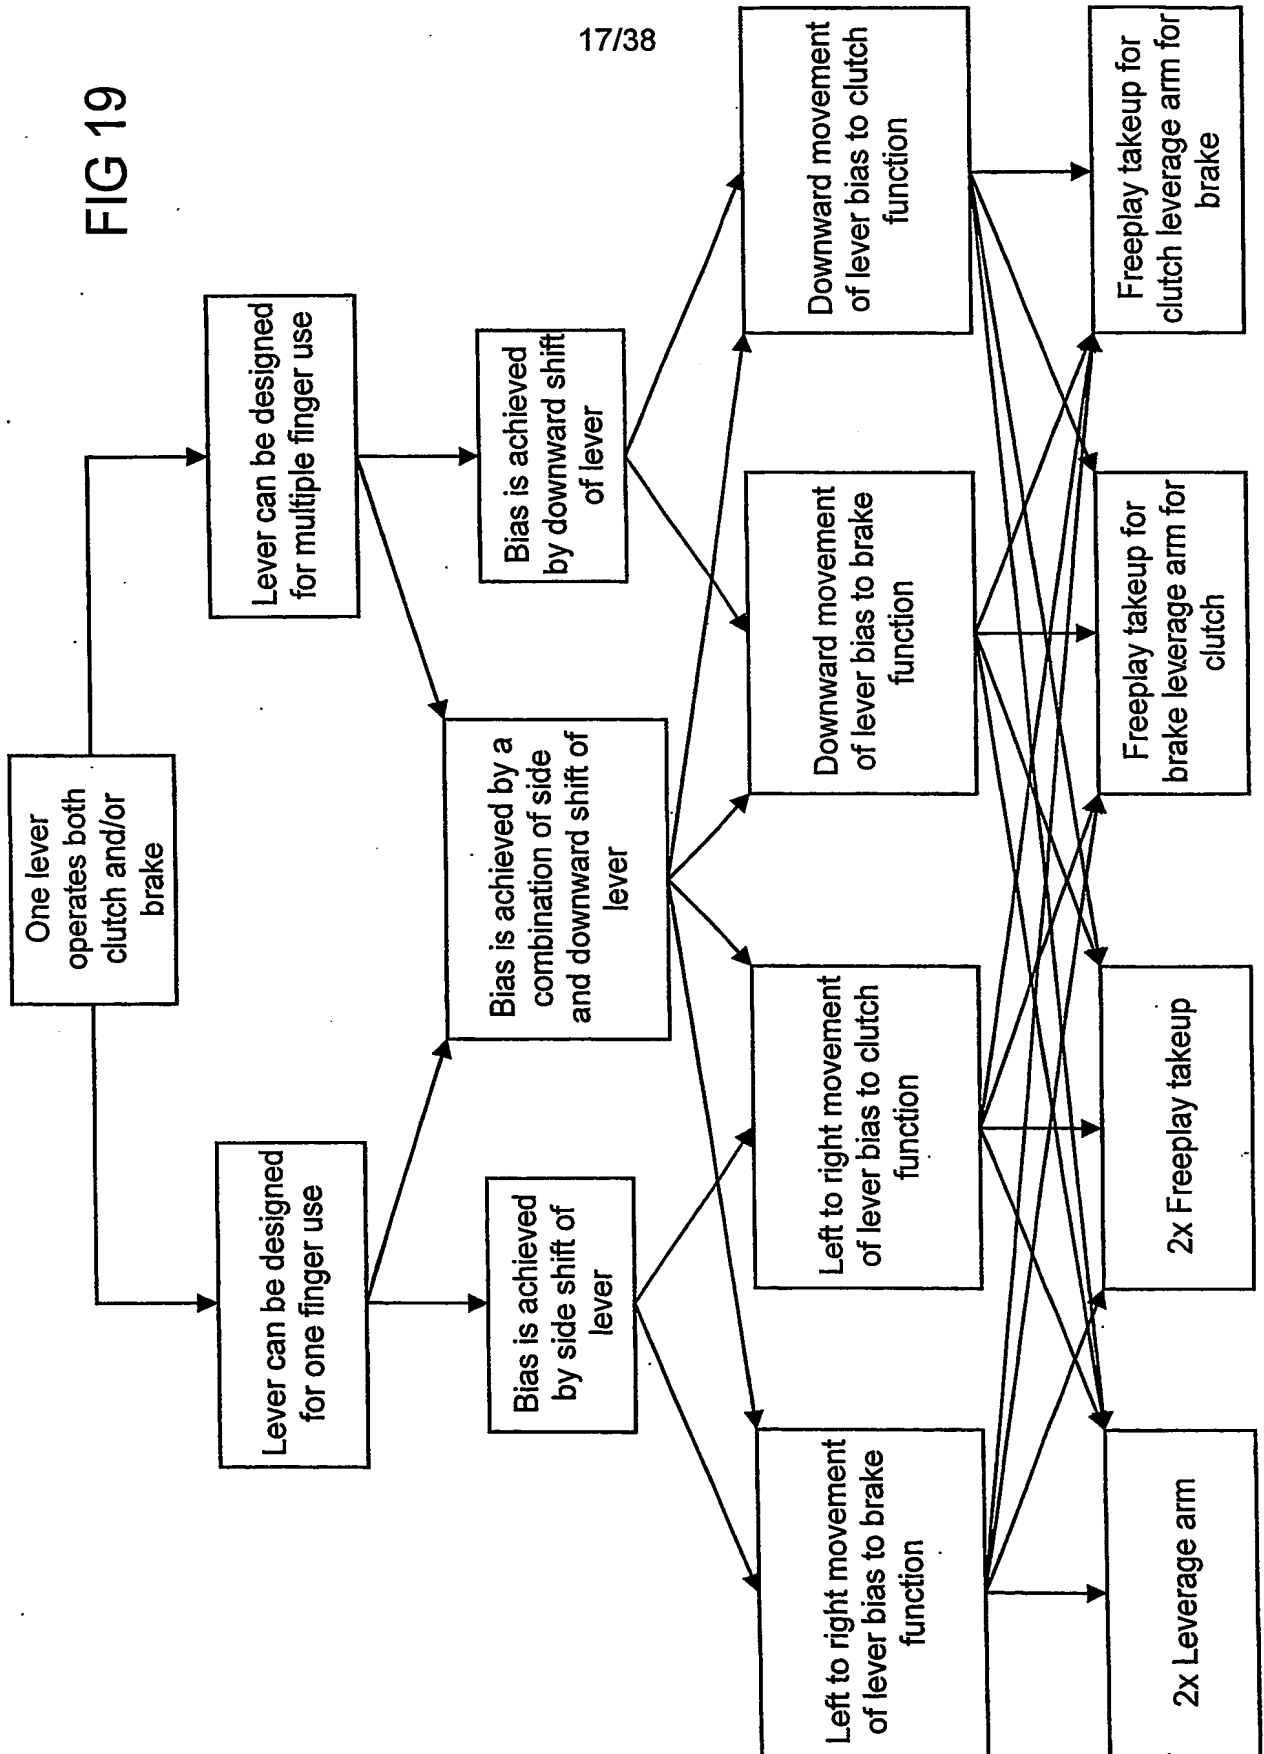 17/38
FIG 19
One lever
operates both
clutch and/or
brake
Lever can be designed
for one finger use
Lever can be designed
for multiple finger use
Bias is achieved
by side shift of
lever
Bias is achieved by a
combination of side
and downward shift of
lever
Bias is achieved
by downward shift
of lever
Left to right movement
of lever bias to brake
function
Left to right movement
of lever bias to clutch
function
Downward movement
of lever bias to brake
function
Downward movement
of lever bias to clutch
function
2x Leverage arm
2x Freeplay takeup
Freeplay takeup for
brake leverage arm for
clutch
Freeplay takeup for
clutch leverage arm for
brake